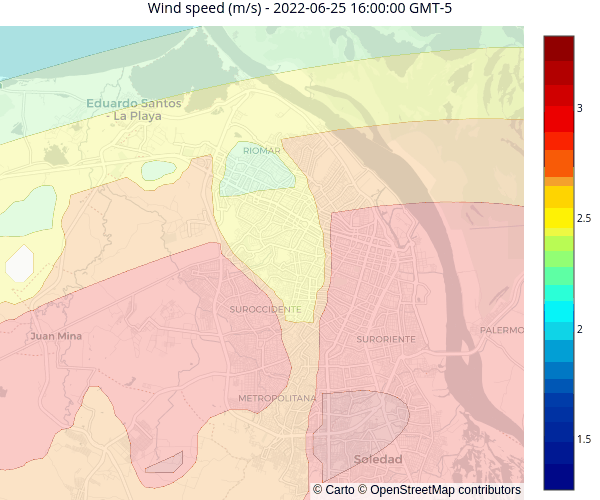 Wind speed (m/s) - 2022-06-25 16:00:00 GMT-5
Eduardo Santos
- La Playa
RIOMAR
SUROCCIDENTE
Juan Mina
SURORIENTE
PALERMO
METROPOLITANA
Soledad
© Carto © OpenStreetMap contributors
3
2.5
2
1.5